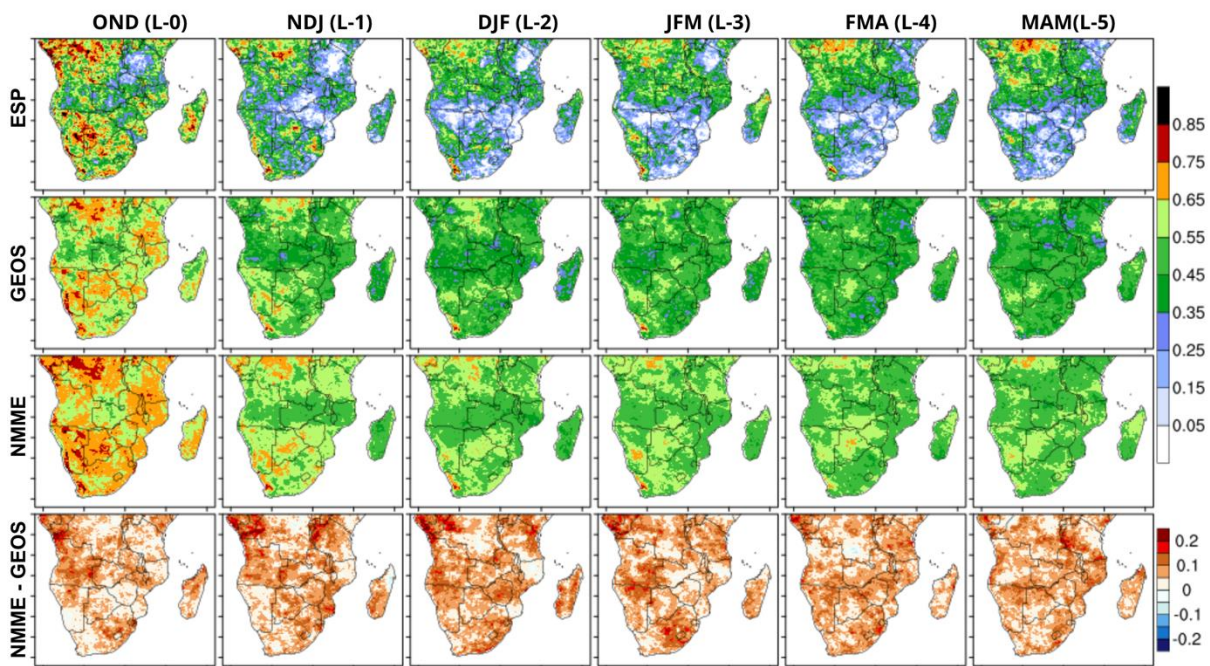 OND (L-0) NDJ (L-1) DJF (L-2) JFM (L-3) FMA (L-4) MAM(L-5)
ESP
GEOS
NMME
NMME - GEOS
0.85
0.75
0.65
0.55
0.45
0.35
0.25
0.15
0.05
0.2
0.1
0
-0.1
-0.2